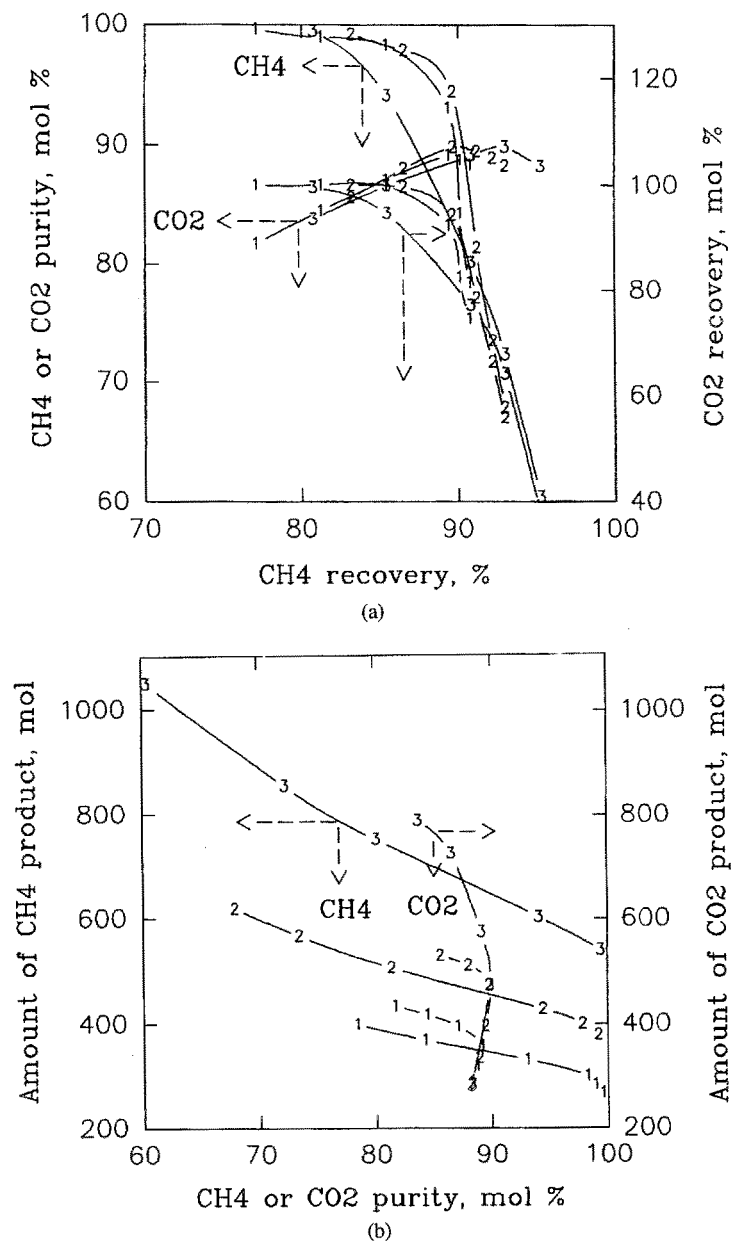 CH4 or CO2 purity, mol %
100
90
80
70
60
CH4
CO2
120
100
80
60
40
CO2 recovery, mol %
70 80 90 100
CH4 recovery, %
(a)
Amount of CH4 product, mol
1000
800
600
400
200
CH4
CO2
1000
800
600
400
200
Amount of CO2 product, mol
60 70 80 90 100
CH4 or CO2 purity, mol %
(b)